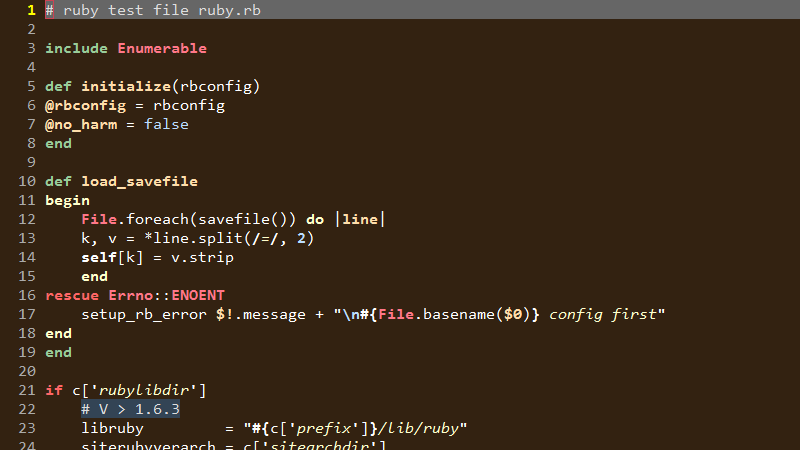 1 # ruby test file ruby.rb
2
3 include Enumerable
4
5 def initialize(rbconfig)
6 @rbconfig = rbconfig
7 @no_harm = false
8 end
9
10 def load_savefile
11 begin
12     File.foreach(savefile()) do |line|
13     k, v = *line.split(/=/, 2)
14     self[k] = v.strip
15     end
16 rescue Errno::ENOENT
17     setup_rb_error $!.message + "\n#{File.basename($0)} config first"
18 end
19 end
20
21 if c['rubylibdir']
22     # V > 1.6.3
23     libruby         = "#{c['prefix']}/lib/ruby"
24     siterubyverarch = c['sitearchdir']